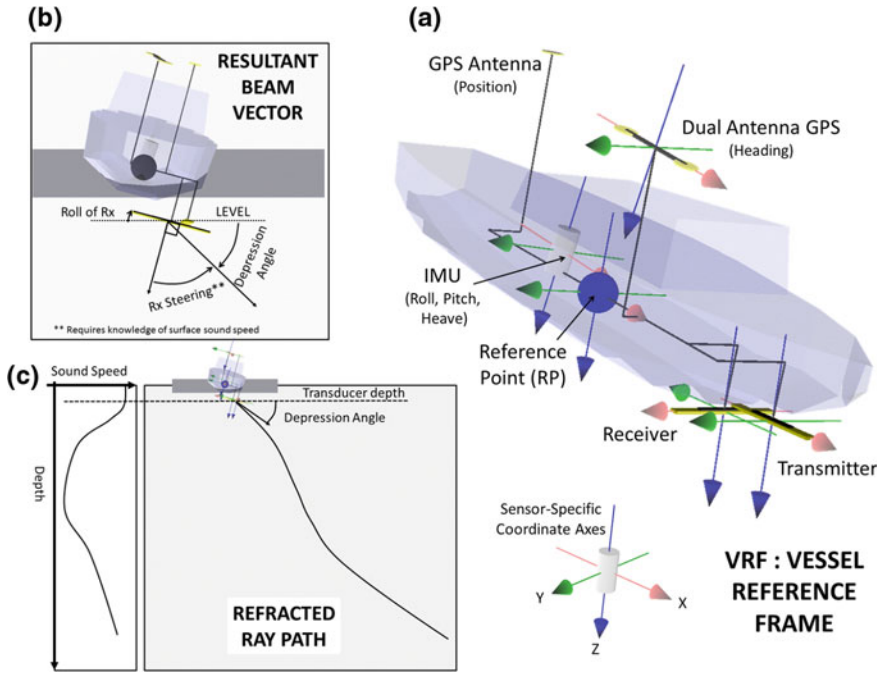 (b)
RESULTANT
BEAM
VECTOR
Roll of Rx
LEVEL
Depression
Angle
Rx Steering**
** Requires knowledge of surface sound speed
(a)
GPS Antenna
(Position)
Dual Antenna GPS
(Heading)
IMU
(Roll, Pitch,
Heave)
Reference
Point (RP)
Receiver
Transmitter
Sensor-Specific
Coordinate Axes
Y
X
Z
VRF : VESSEL
REFERENCE
FRAME
(c)
Sound Speed
Depth
Transducer depth
Depression Angle
REFRACTED
RAY PATH